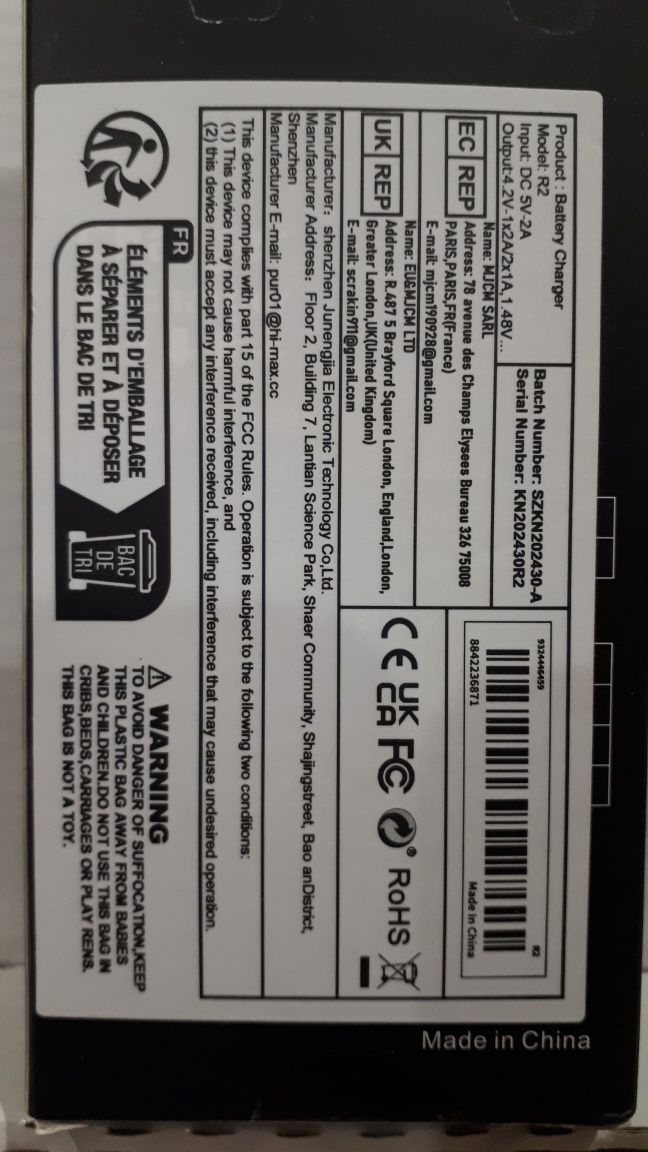 Product : Battery Charger
Model: R2
Input: DC 5V-2A
Output:4.2V-1x2A/2x1A,1.48V ...
Batch Number: SZKN202430-A
Serial Number: KN202430R2
EC REP
Name: MJCM SARL
Address: 78 avenue des Champs Elysees Bureau 326 75008
PARIS,PARIS,FR(France)
E-mail: mjcm190928@gmail.com
UK REP
Name: EU&MJCM LTD
Address: R.487 5 Brayford Square London, England,London,
Greater London,UK(United Kingdom)
E-mail: scrakin911@gmail.com
9324446459
R2
8842236871
Made In China
CE UK CA FC ® RoHS
Manufacturer: shenzhen Junengjia Electronic Technology Co,Ltd.
Manufacturer Address: Floor 2, Building 7, Lantian Science Park, Shaer Community, Shajingstreet, Bao anDistrict,
Shenzhen
Manufacturer E-mail: pur01@hi-max.cc
This device complies with part 15 of the FCC Rules. Operation is subject to the following two conditions:
(1) This device may not cause harmful interference, and
(2) this device must accept any interference received, including interference that may cause undesired operation.
FR
ÉLÉMENTS D'EMBALLAGE
À SÉPARER ET À DÉPOSER
DANS LE BAC DE TRI
BAC
DE
TRI
WARNING
TO AVOID DANGER OF SUFFOCATION,KEEP
THIS PLASTIC BAG AWAY FROM BABIES
AND CHILDREN.DO NOT USE THIS BAG IN
CRIBS,BEDS,CARRIAGES OR PLAY RENS.
THIS BAG IS NOT A TOY.
Made in China